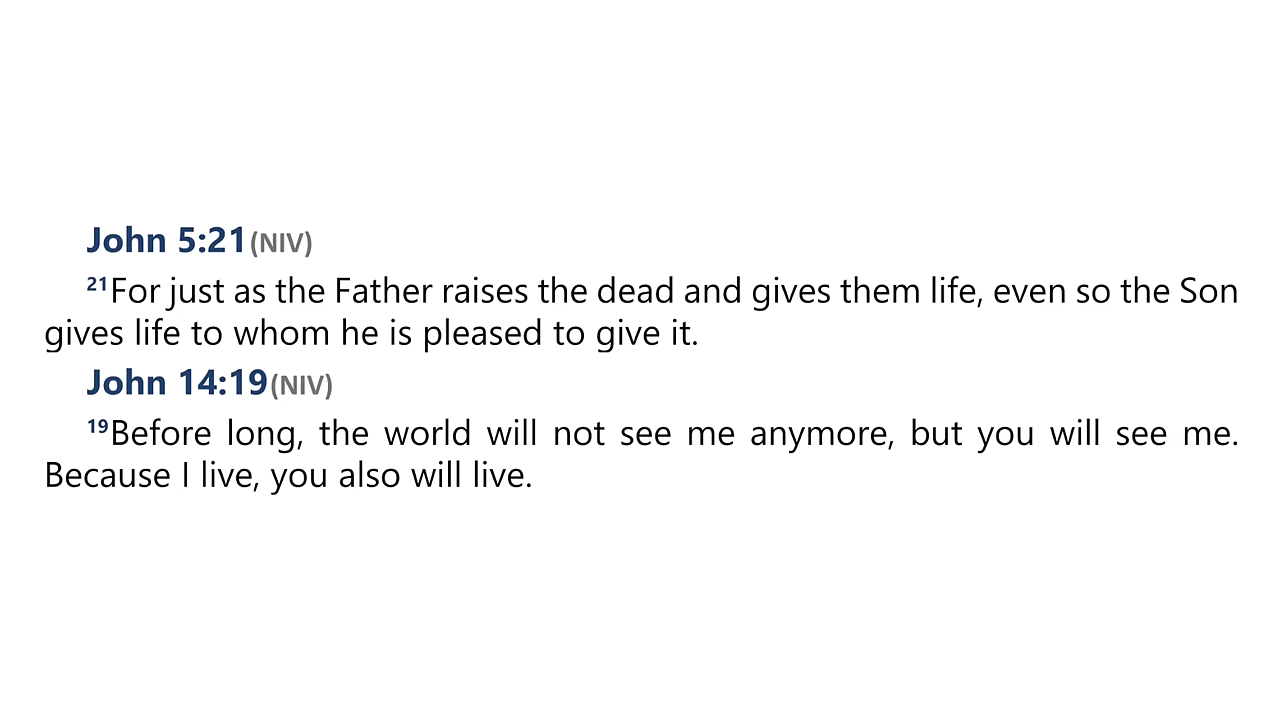 John 5:21(NIV)
21For just as the Father raises the dead and gives them life, even so the Son
gives life to whom he is pleased to give it.
John 14:19(NIV)
19Before long, the world will not see me anymore, but you will see me.
Because I live, you also will live.